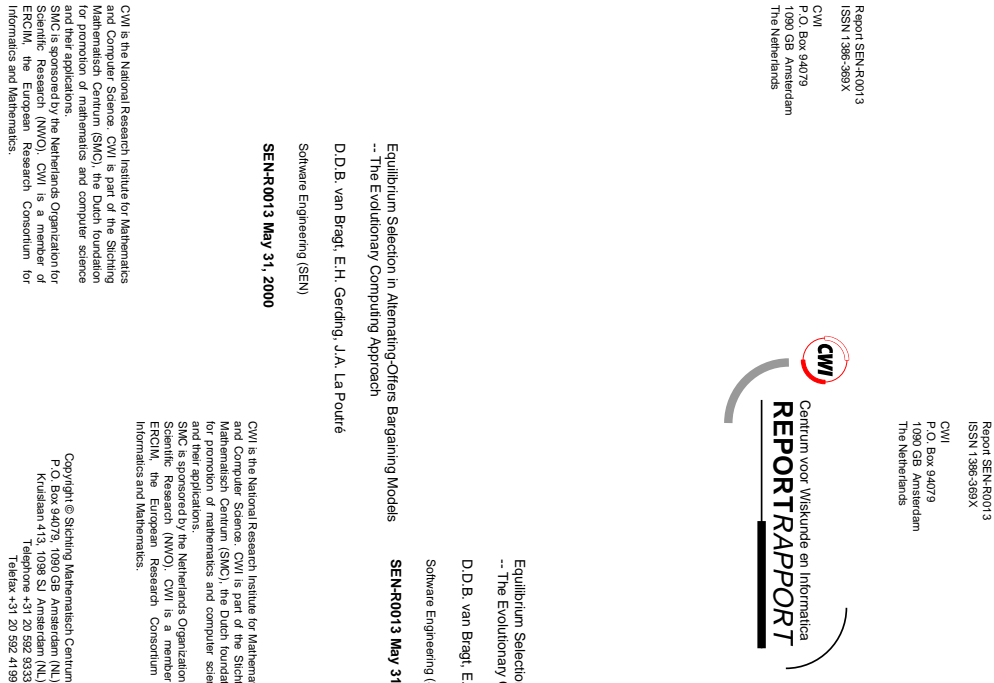 Report SEN-R0013
ISSN 1386-369X
CWI
P.O. Box 94079
1090 GB Amsterdam
The Netherlands
CWI
Centrum voor Wiskunde en Informatica
REPORTRAPPORT
Equilibrium Selection in Alternating-Offers Bargaining Models
-- The Evolutionary Computing Approach
D.D.B. van Bragt, E.H. Gerding, J.A. La Poutré
Software Engineering (SEN)
SEN-R0013 May 31, 2000
CWI is the National Research Institute for Mathematics
and Computer Science. CWI is part of the Stichting
Mathematisch Centrum (SMC), the Dutch foundation
for promotion of mathematics and computer science
and their applications.
SMC is sponsored by the Netherlands Organization for
Scientific Research (NWO). CWI is a member of
ERCIM, the European Research Consortium for
Informatics and Mathematics.
Report SEN-R0013
ISSN 1386-369X
CWI
P.O. Box 94079
1090 GB Amsterdam
The Netherlands
Equilibrium Selectio
-- The Evolutionary C
D.D.B. van Bragt, E.
Software Engineering (
SEN-R0013 May 31
CWI is the National Research Institute for Mathema
and Computer Science. CWI is part of the Sticht
Mathematisch Centrum (SMC), the Dutch foundat
for promotion of mathematics and computer scien
and their applications.
SMC is sponsored by the Netherlands Organization
Scientific Research (NWO). CWI is a member
ERCIM, the European Research Consortium
Informatics and Mathematics.
Copyright © Stichting Mathematisch Centrum
P.O. Box 94079, 1090 GB Amsterdam (NL)
Kruislaan 413, 1098 SJ Amsterdam (NL)
Telephone +31 20 592 9333
Telefax +31 20 592 4199